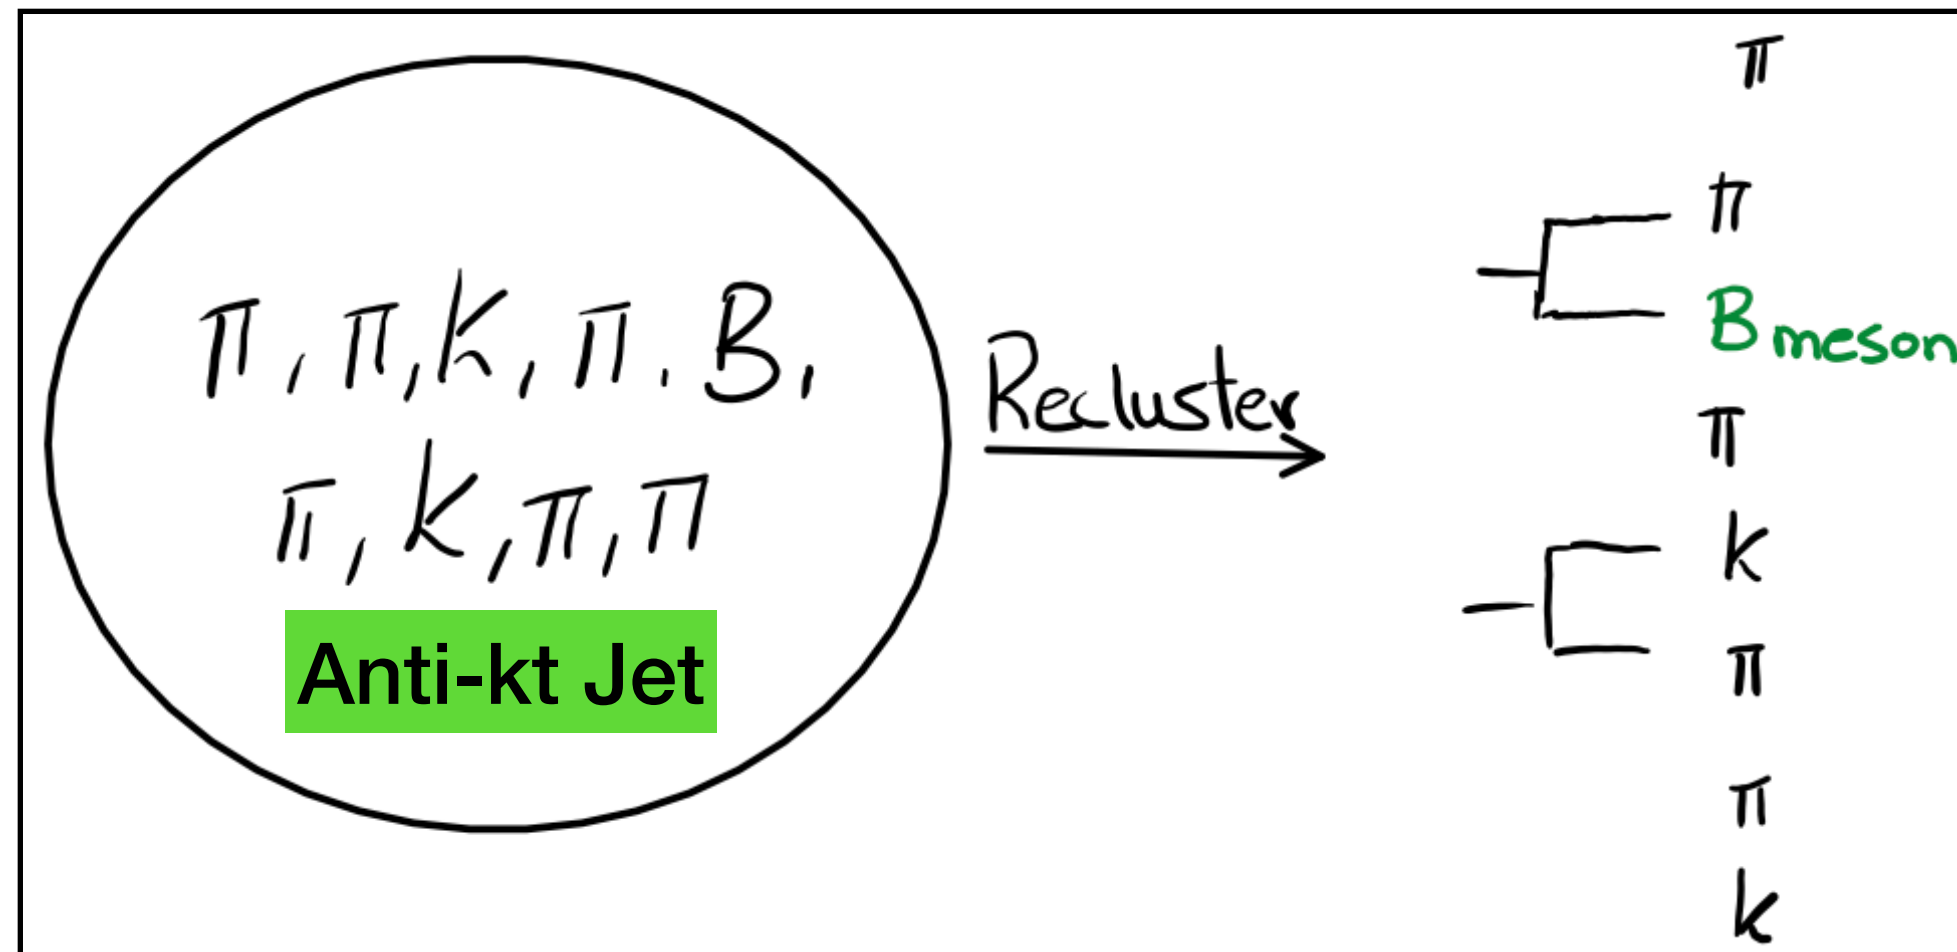 π, π, k, π. B,
π, k, π, π
Anti-kt Jet
Recluster
π
π
B meson
π
k
π
π
k